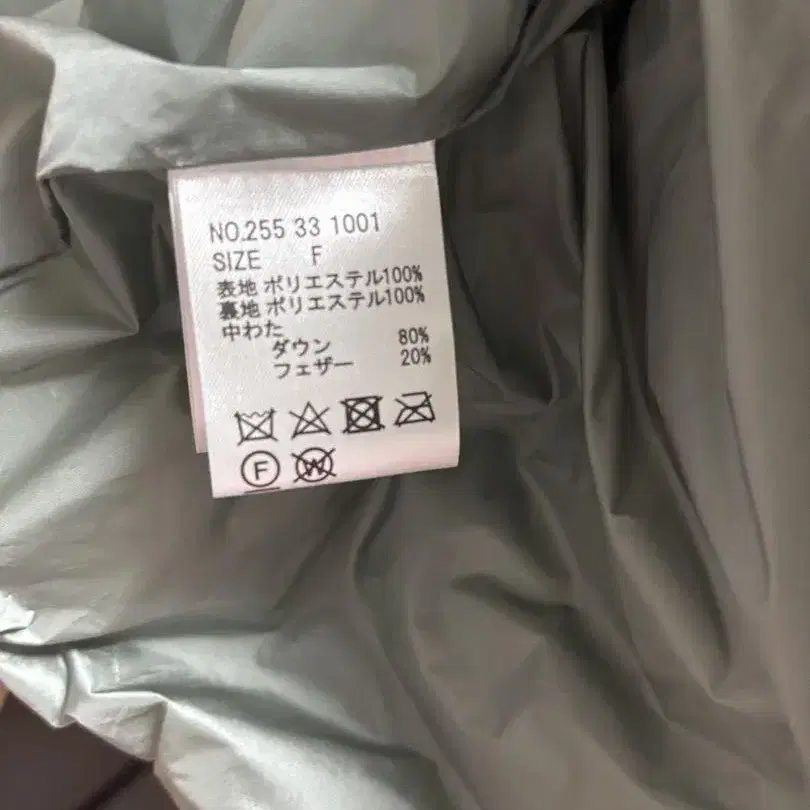 NO.255 33 1001
SIZE F
表地 ポリエステル100%
裏地 ポリエステル100%
中わた
ダウン 80%
フェザー 20%
F W